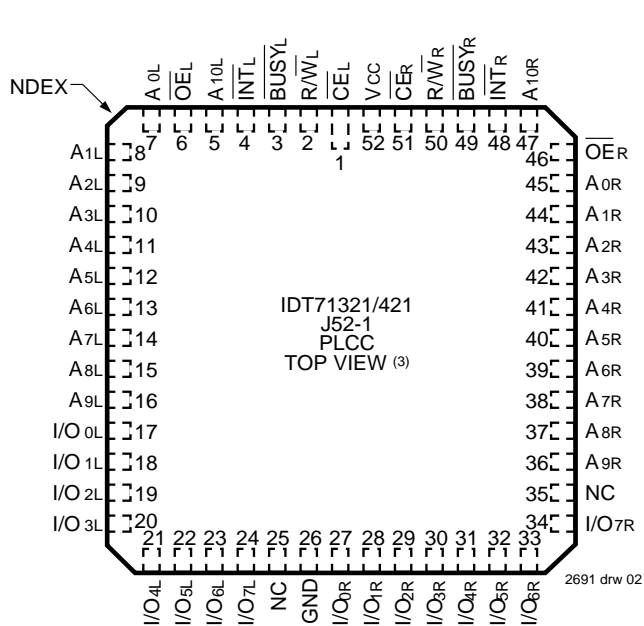 NDEX
A0L
OEL
A10L
INTL
BUSYL
R/WL
CEL
VCC
CER
R/WR
BUSYR
INTR
A10R
7
6
5
4
3
2
1
52
51
50
49
48
47
A1L 8
A2L 9
A3L 10
A4L 11
A5L 12
A6L 13
A7L 14
A8L 15
A9L 16
I/O 0L 17
I/O 1L 18
I/O 2L 19
I/O 3L 20
IDT71321/421
J52-1
PLCC
TOP VIEW (3)
46 OER
45 A0R
44 A1R
43 A2R
42 A3R
41 A4R
40 A5R
39 A6R
38 A7R
37 A8R
36 A9R
35 NC
34 I/O7R
21
22
23
24
25
26
27
28
29
30
31
32
33
I/O4L
I/O5L
I/O6L
I/O7L
NC
GND
I/O0R
I/O1R
I/O2R
I/O3R
I/O4R
I/O5R
I/O6R
2691 drw 02